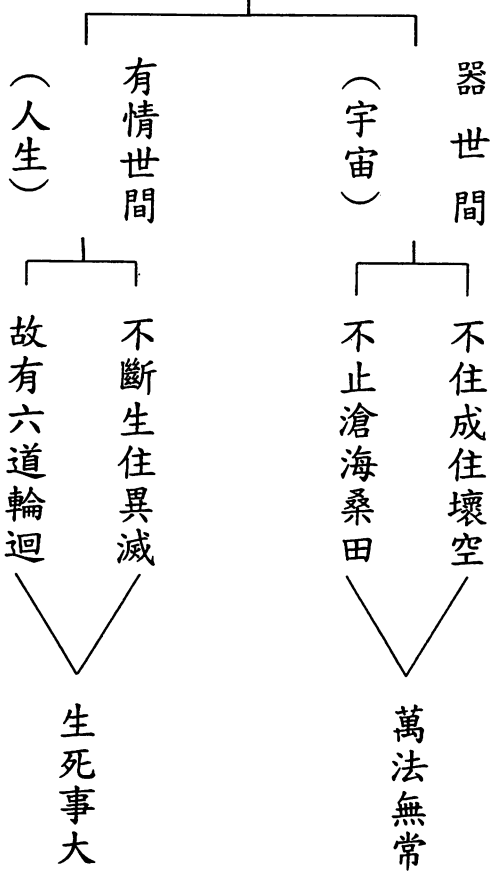 器世間
（宇宙）
不住成住壞空
不止滄海桑田
萬法無常
有情世間
（人生）
不斷生住異滅
故有六道輪迴
生死事大